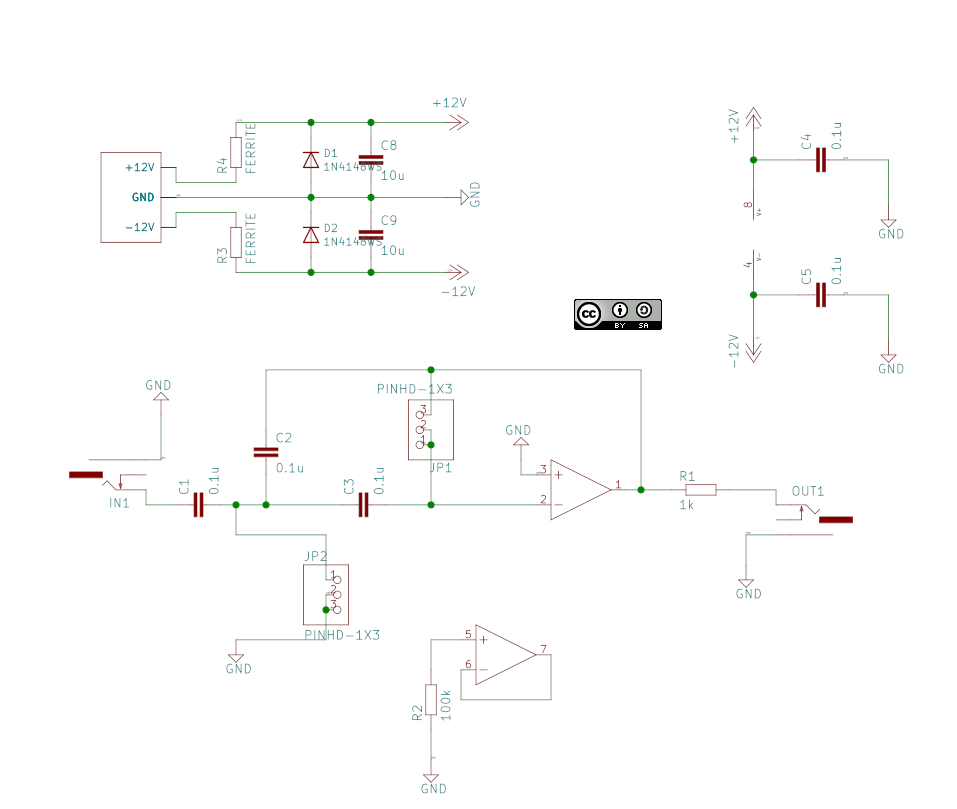 +12V
+12V
GND
-12V
R4
FERRITE
R3
FERRITE
D1
1N4148WS
D2
1N4148WS
C8
10u
C9
10u
GND
-12V
+12V
8
V+
C4
0.1u
GND
4
V-
C5
0.1u
-12V
GND
cc
BY SA
GND
IN1
C1
0.1u
C2
0.1u
C3
0.1u
PINHD-1X3
3
2
1
JP1
GND
3
+
2
-
1
R1
1k
OUT1
GND
JP2
1
2
3
PINHD-1X3
GND
5
+
6
-
7
R2
100k
GND